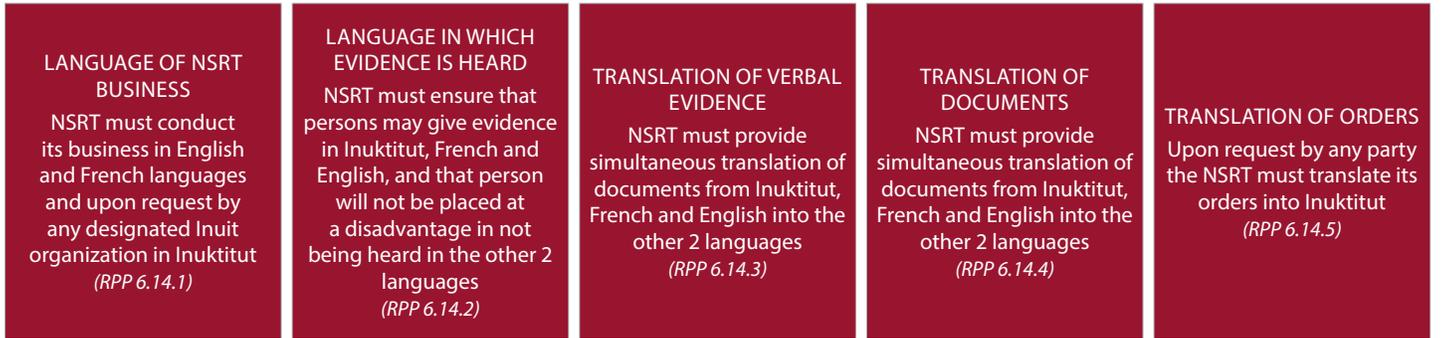 LANGUAGE OF NSRT
BUSINESS
NSRT must conduct
its business in English
and French languages
and upon request by
any designated Inuit
organization in Inuktitut
(RPP 6.14.1)
LANGUAGE IN WHICH
EVIDENCE IS HEARD
NSRT must ensure that
persons may give evidence
in Inuktitut, French and
English, and that person
will not be placed at
a disadvantage in not
being heard in the other 2
languages
(RPP 6.14.2)
TRANSLATION OF VERBAL
EVIDENCE
NSRT must provide
simultaneous translation of
documents from Inuktitut,
French and English into the
other 2 languages
(RPP 6.14.3)
TRANSLATION OF
DOCUMENTS
NSRT must provide
simultaneous translation of
documents from Inuktitut,
French and English into the
other 2 languages
(RPP 6.14.4)
TRANSLATION OF ORDERS
Upon request by any party
the NSRT must translate its
orders into Inuktitut
(RPP 6.14.5)